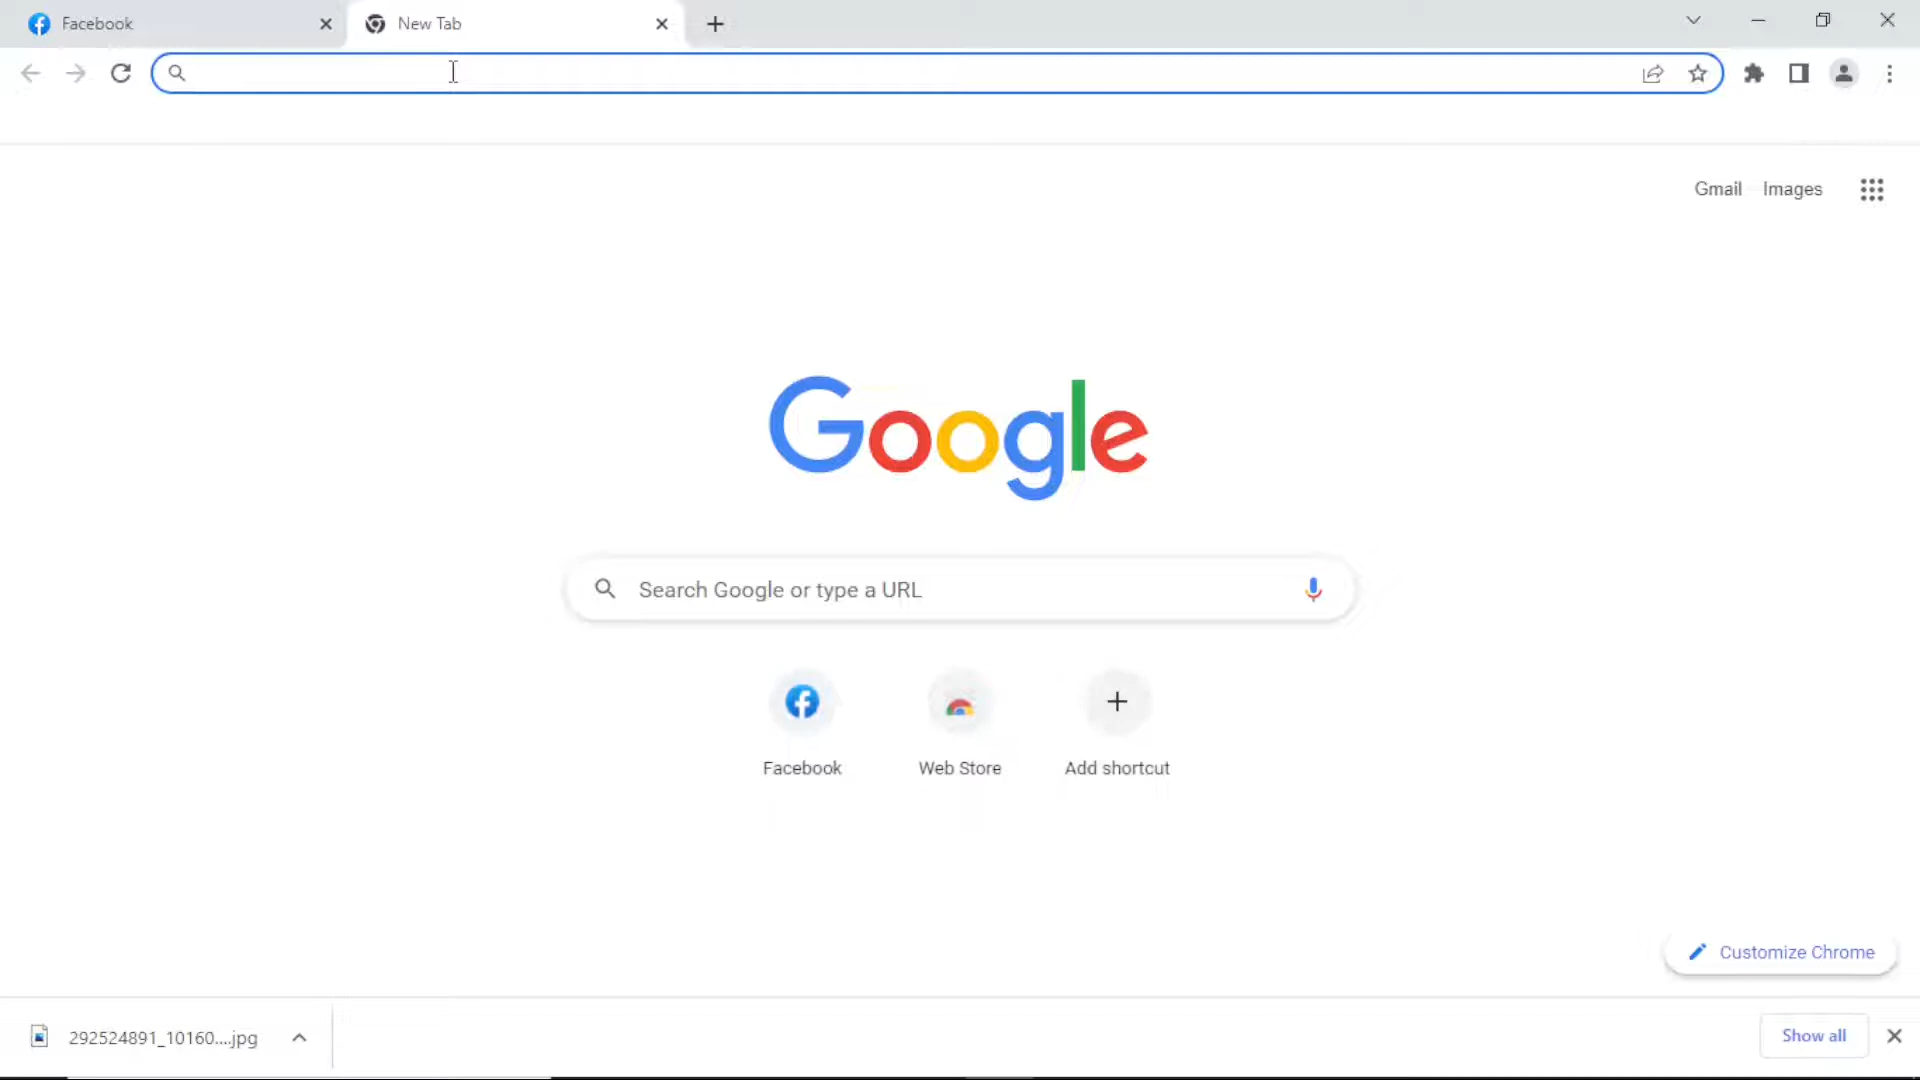 Facebook
New Tab
Gmail
Images
Google
Search Google or type a URL
Facebook
Web Store
Add shortcut
Customize Chrome
292524891_10160....jpg
Show all